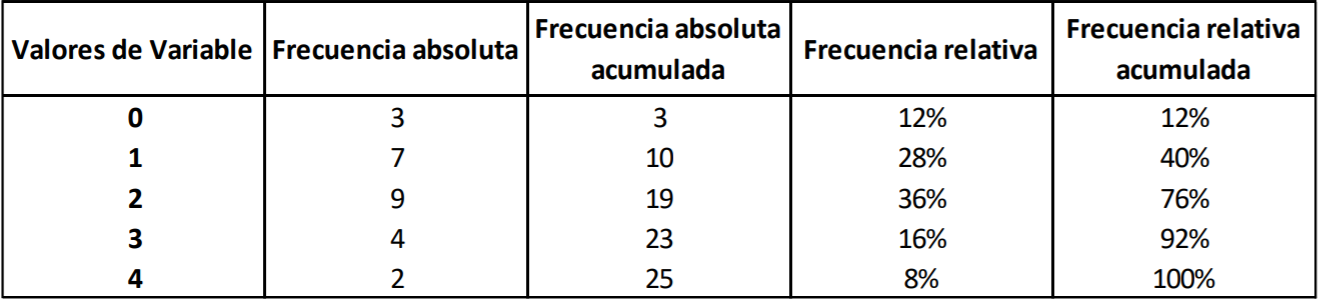 Valores de Variable Frecuencia absoluta Frecuencia absoluta acumulada Frecuencia relativa Frecuencia relativa acumulada
0 3 3 12% 12%
1 7 10 28% 40%
2 9 19 36% 76%
3 4 23 16% 92%
4 2 25 8% 100%